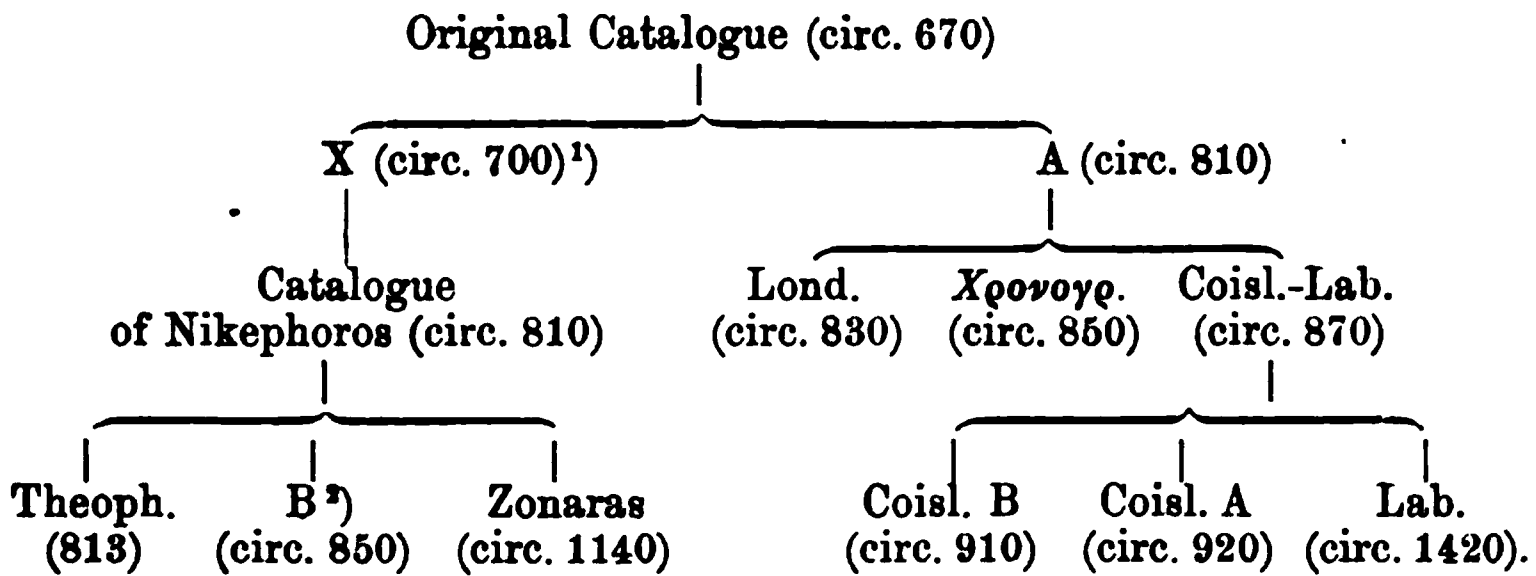 Original Catalogue (circ. 670)
X (circ. 700)¹) A (circ. 810)
Catalogue Lond. Χρονογρ. Coisl.-Lab.
of Nikephoros (circ. 810) (circ. 830) (circ. 850) (circ. 870)
Theoph. B²) Zonaras Coisl. B Coisl. A Lab.
(813) (circ. 850) (circ. 1140) (circ. 910) (circ. 920) (circ. 1420).